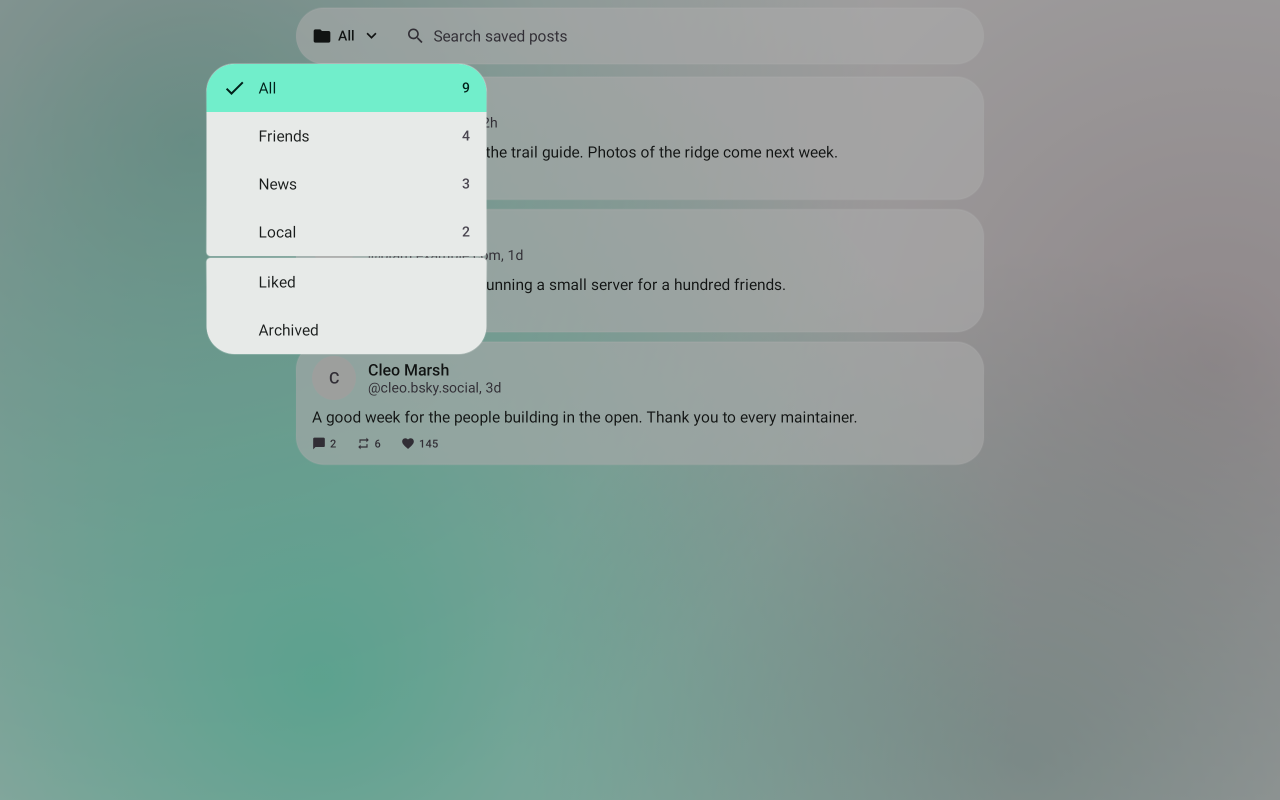 All
Search saved posts
All 9
Friends 4
News 3
Local 2
Liked
Archived
2h
the trail guide. Photos of the ridge come next week.
1d
running a small server for a hundred friends.
C
Cleo Marsh
@cleo.bsky.social, 3d
A good week for the people building in the open. Thank you to every maintainer.
2 6 145